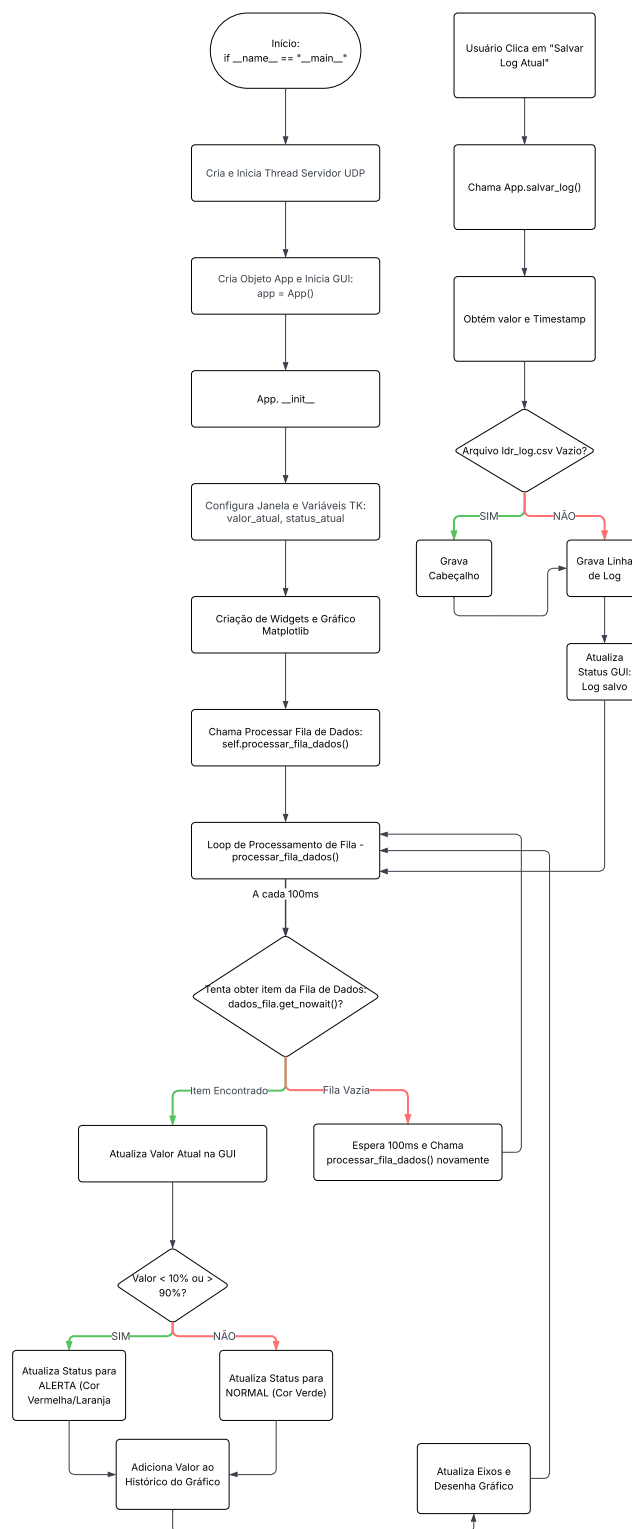 Início:
if __name__ == "__main__"
Cria e Inicia Thread Servidor UDP
Cria Objeto App e Inicia GUI:
app = App()
App. __init__
Configura Janela e Variáveis TK:
valor_atual, status_atual
Criação de Widgets e Gráfico
Matplotlib
Chama Processar Fila de Dados:
self.processar_fila_dados()
Loop de Processamento de Fila -
processar_fila_dados()
A cada 100ms
Tenta obter item da Fila de Dados:
dados_fila.get_nowait()?
Item Encontrado
Fila Vazia
Atualiza Valor Atual na GUI
Espera 100ms e Chama
processar_fila_dados() novamente
Valor < 10% ou >
90%?
SIM
NÃO
Atualiza Status para
ALERTA (Cor
Vermelha/Laranja
Atualiza Status para
NORMAL (Cor Verde)
Adiciona Valor ao
Histórico do Gráfico
Atualiza Eixos e
Desenha Gráfico
Usuário Clica em "Salvar
Log Atual"
Chama App.salvar_log()
Obtém valor e Timestamp
Arquivo ldr_log.csv Vazio?
SIM
NÃO
Grava
Cabeçalho
Grava Linha
de Log
Atualiza
Status GUI:
Log salvo